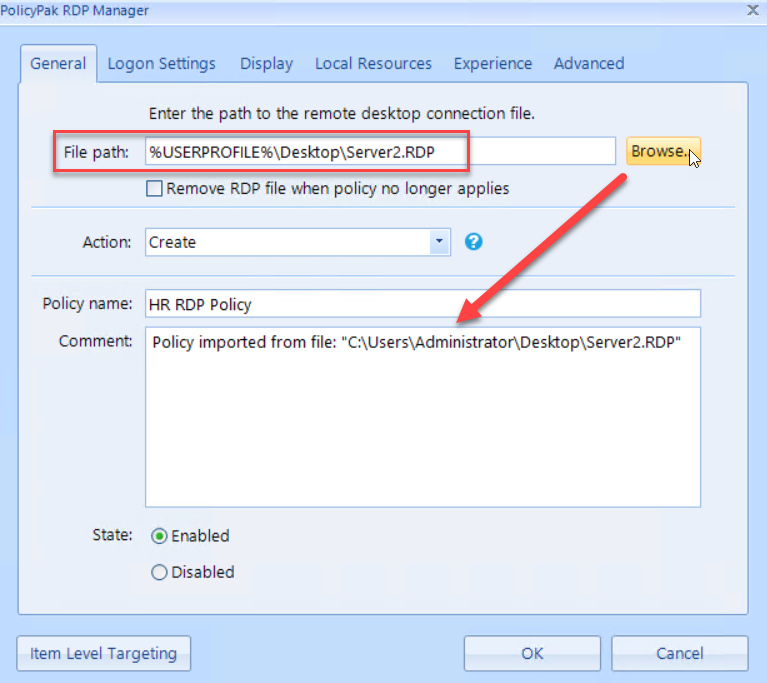 PolicyPak RDP Manager
General Logon Settings Display Local Resources Experience Advanced
Enter the path to the remote desktop connection file.
File path: %USERPROFILE%\Desktop\Server2.RDP Browse...
Remove RDP file when policy no longer applies
Action: Create ?
Policy name: HR RDP Policy
Comment: Policy imported from file: "C:\Users\Administrator\Desktop\Server2.RDP"
State: Enabled
Disabled
Item Level Targeting OK Cancel